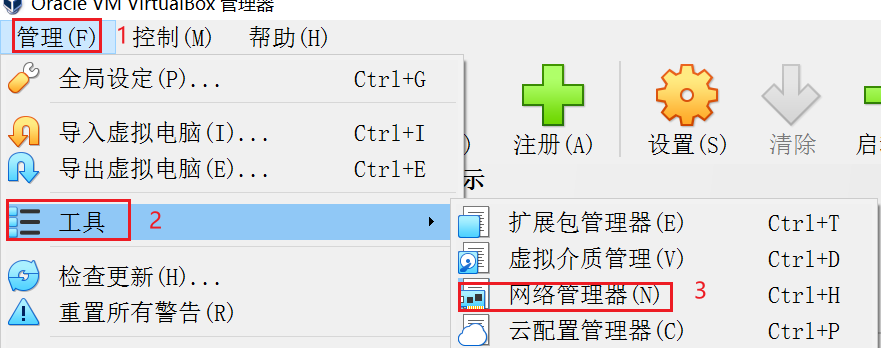 Oracle VM VirtualBox 管理器
管理(F) 1 控制(M) 帮助(H)
全局设定(P)... Ctrl+G
导入虚拟电脑(I)... Ctrl+I
导出虚拟电脑(E)... Ctrl+E
) 注册(A) 设置(S) 清除
示
工具 2
扩展包管理器(E) Ctrl+T
虚拟介质管理(V) Ctrl+D
网络管理器(N) 3 Ctrl+H
云配置管理器(C) Ctrl+P
检查更新(H)...
重置所有警告(R)